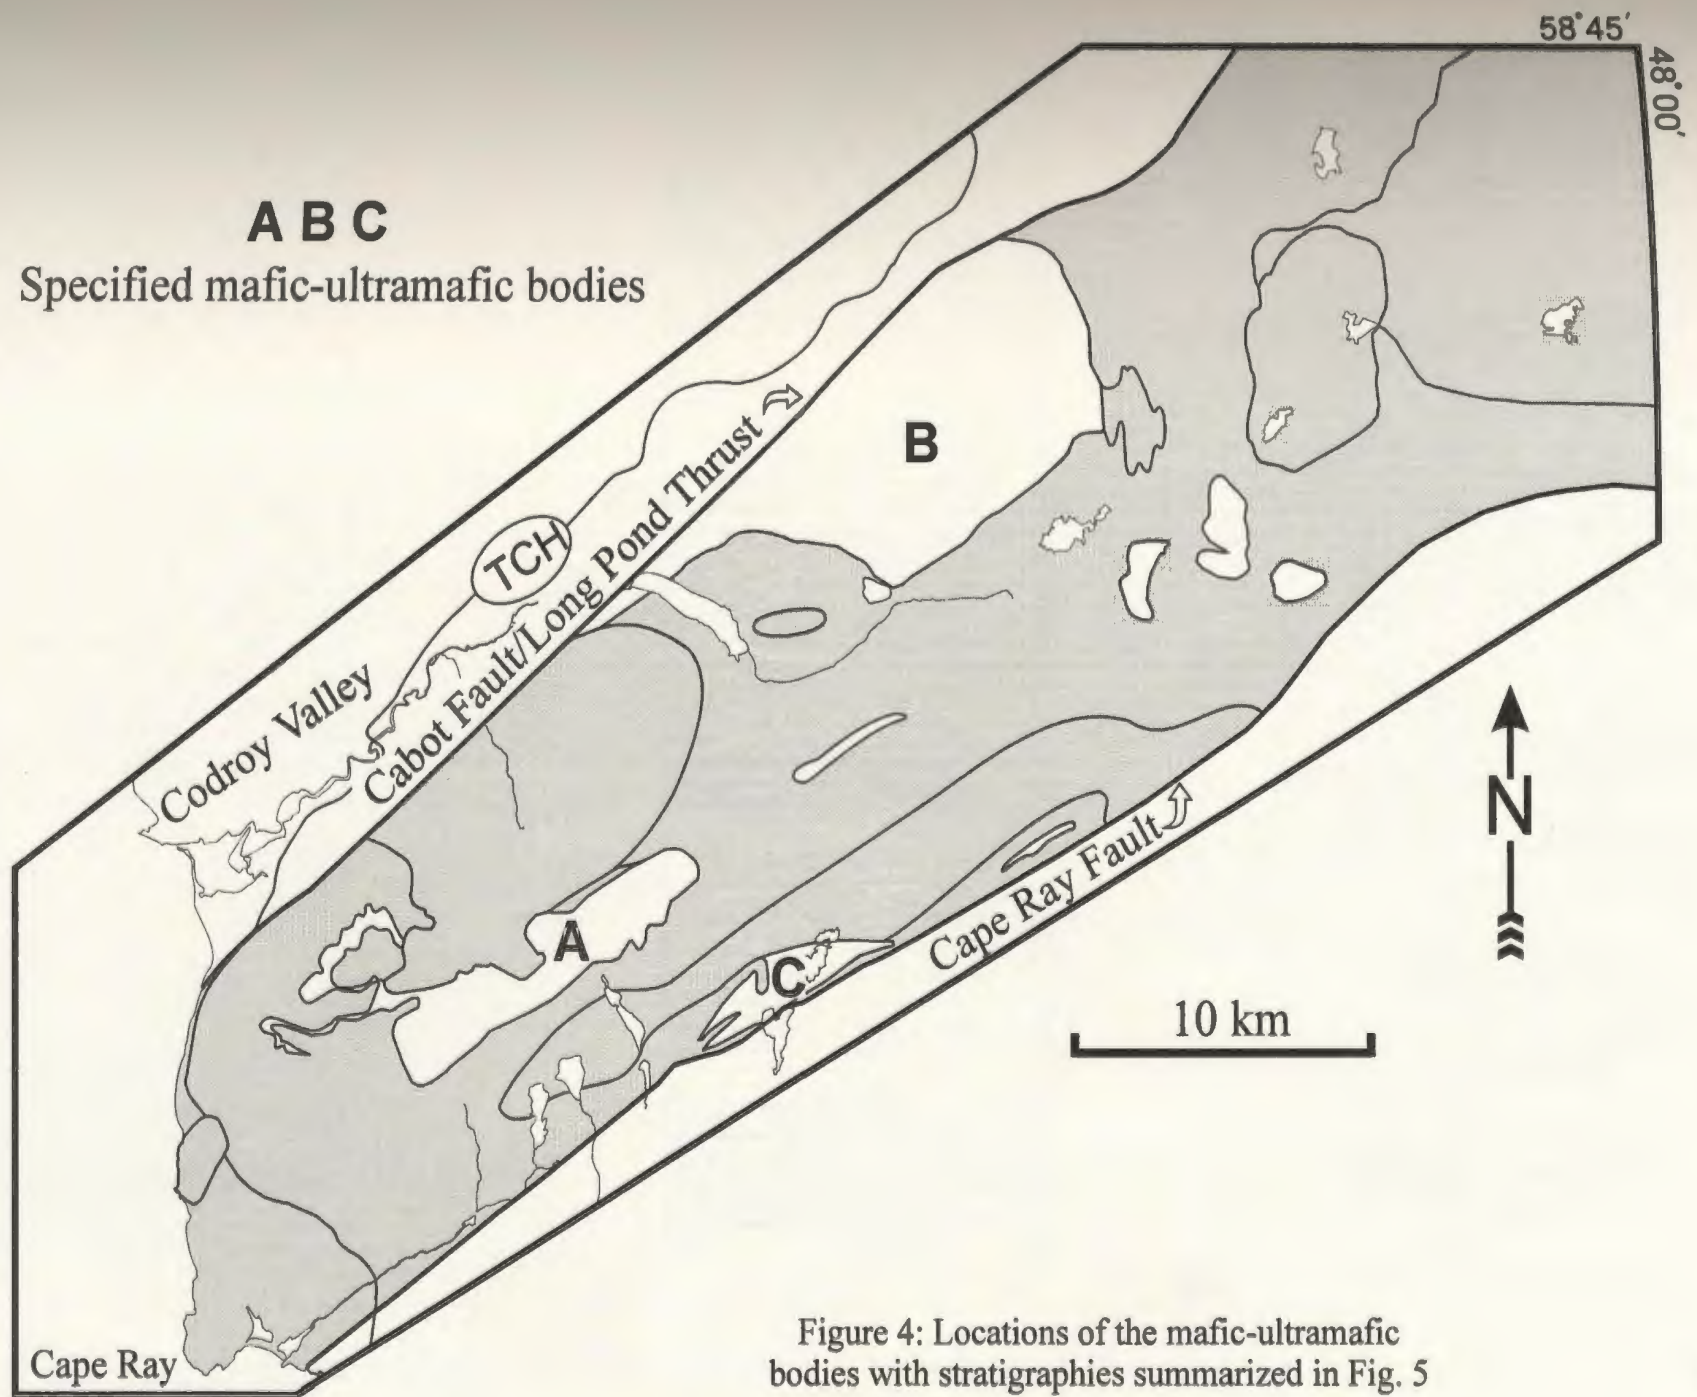 58°45'
48°00'
A B C
Specified mafic-ultramafic bodies
B
TCH
Cabot Fault/Long Pond Thrust
Codroy Valley
A
C
Cape Ray Fault
N
10 km
Cape Ray
Figure 4: Locations of the mafic-ultramafic
bodies with stratigraphies summarized in Fig. 5